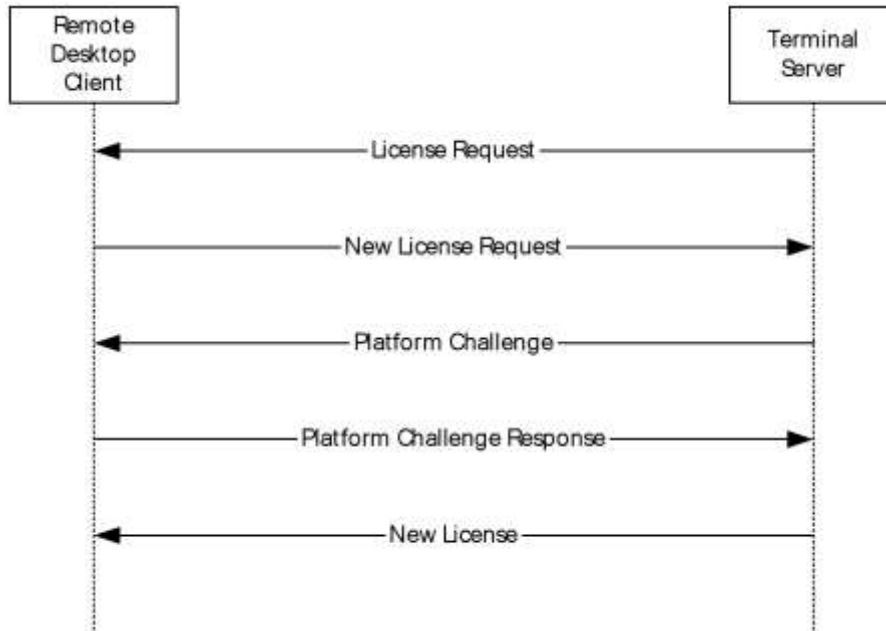 Remote
Desktop
Client
Terminal
Server
License Request
New License Request
Platform Challenge
Platform Challenge Response
New License